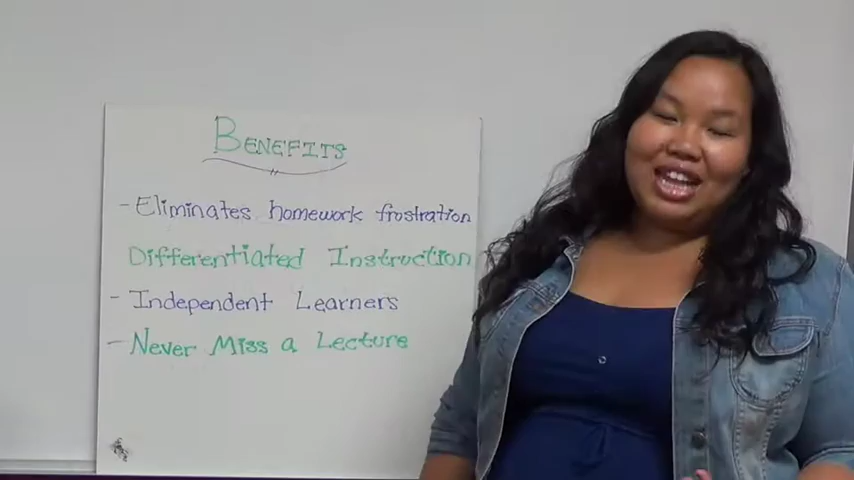 BENEFITS
- Eliminates homework frustration
Differentiated Instruction
- Independent Learners
- Never Miss a Lecture